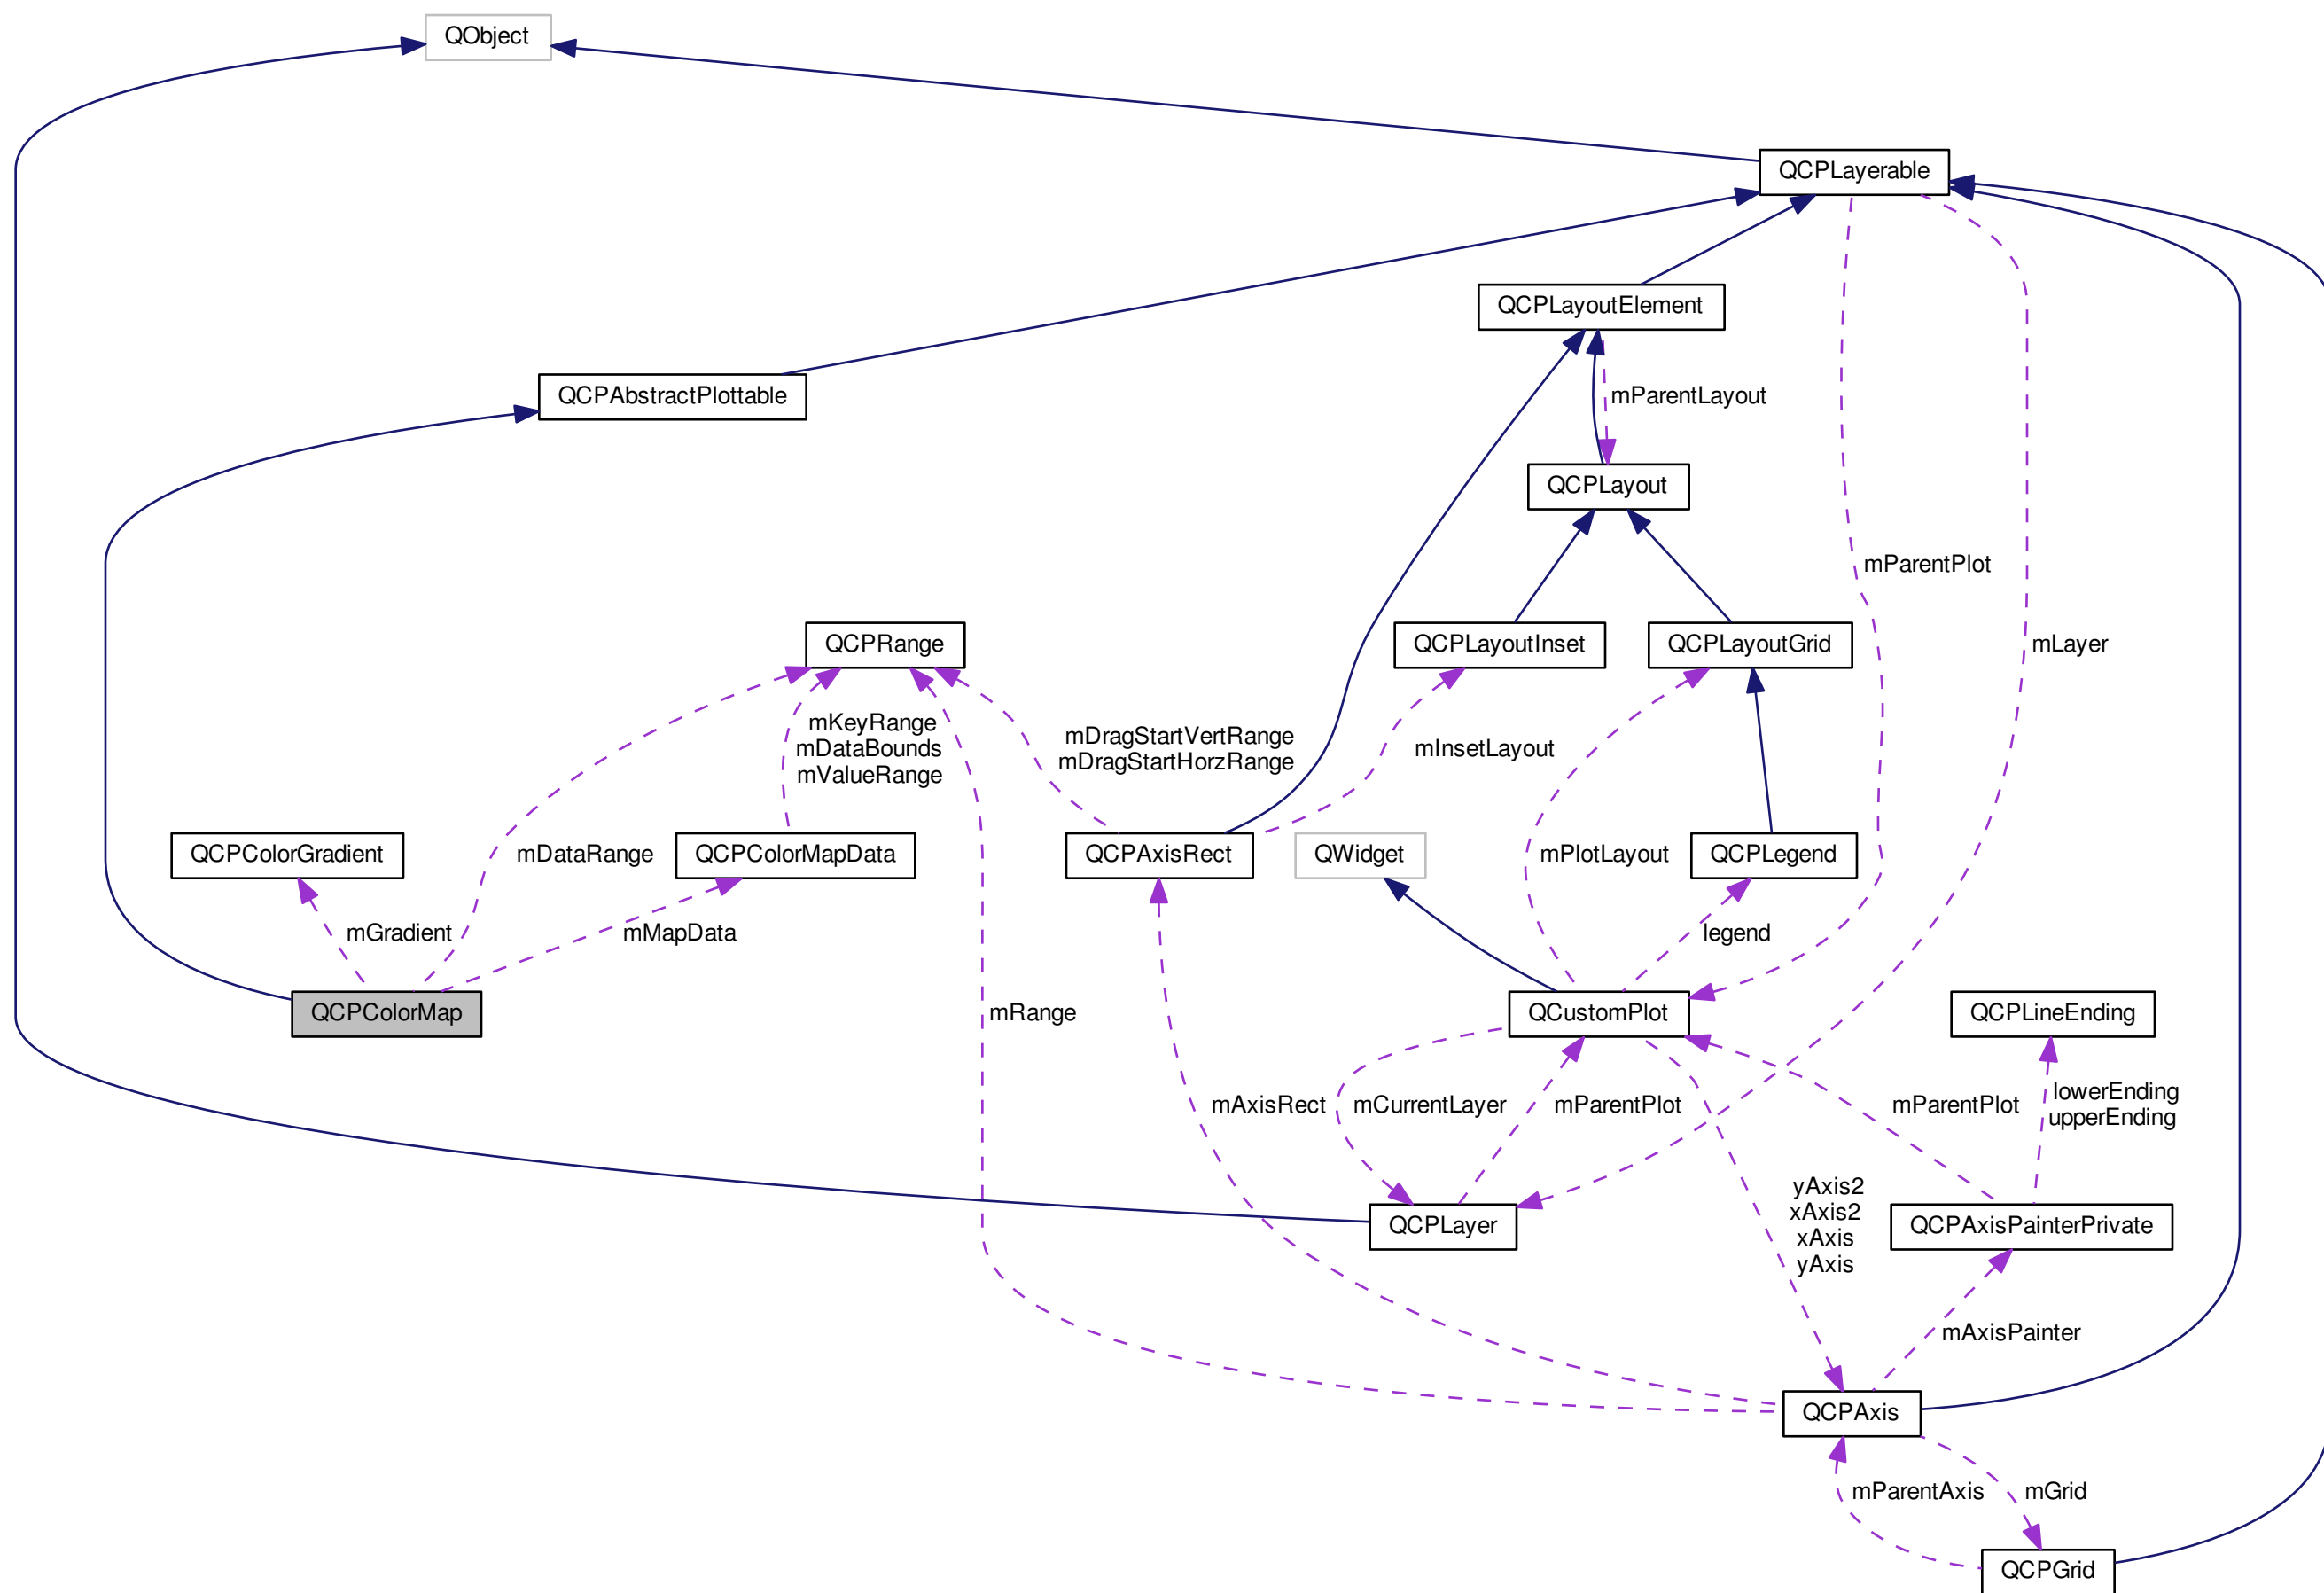 QObject
QCPLayerable
QCPLayoutElement
QCPAbstractPlottable
mParentLayout
QCPLayout
mParentPlot
QCPRange
QCPLayoutInset
QCPLayoutGrid
mLayer
mKeyRange
mDataBounds
mValueRange
mDragStartVertRange
mDragStartHorzRange
mInsetLayout
QCPColorGradient
mDataRange
QCPColorMapData
QCPAxisRect
QWidget
mPlotLayout
QCPLegend
mGradient
mMapData
legend
QCPColorMap
mRange
QCustomPlot
QCPLineEnding
mAxisRect
mCurrentLayer
mParentPlot
mParentPlot
lowerEnding
upperEnding
yAxis2
xAxis2
xAxis
yAxis
QCPLayer
QCPAxisPainterPrivate
mAxisPainter
QCPAxis
mParentAxis
mGrid
QCPGrid